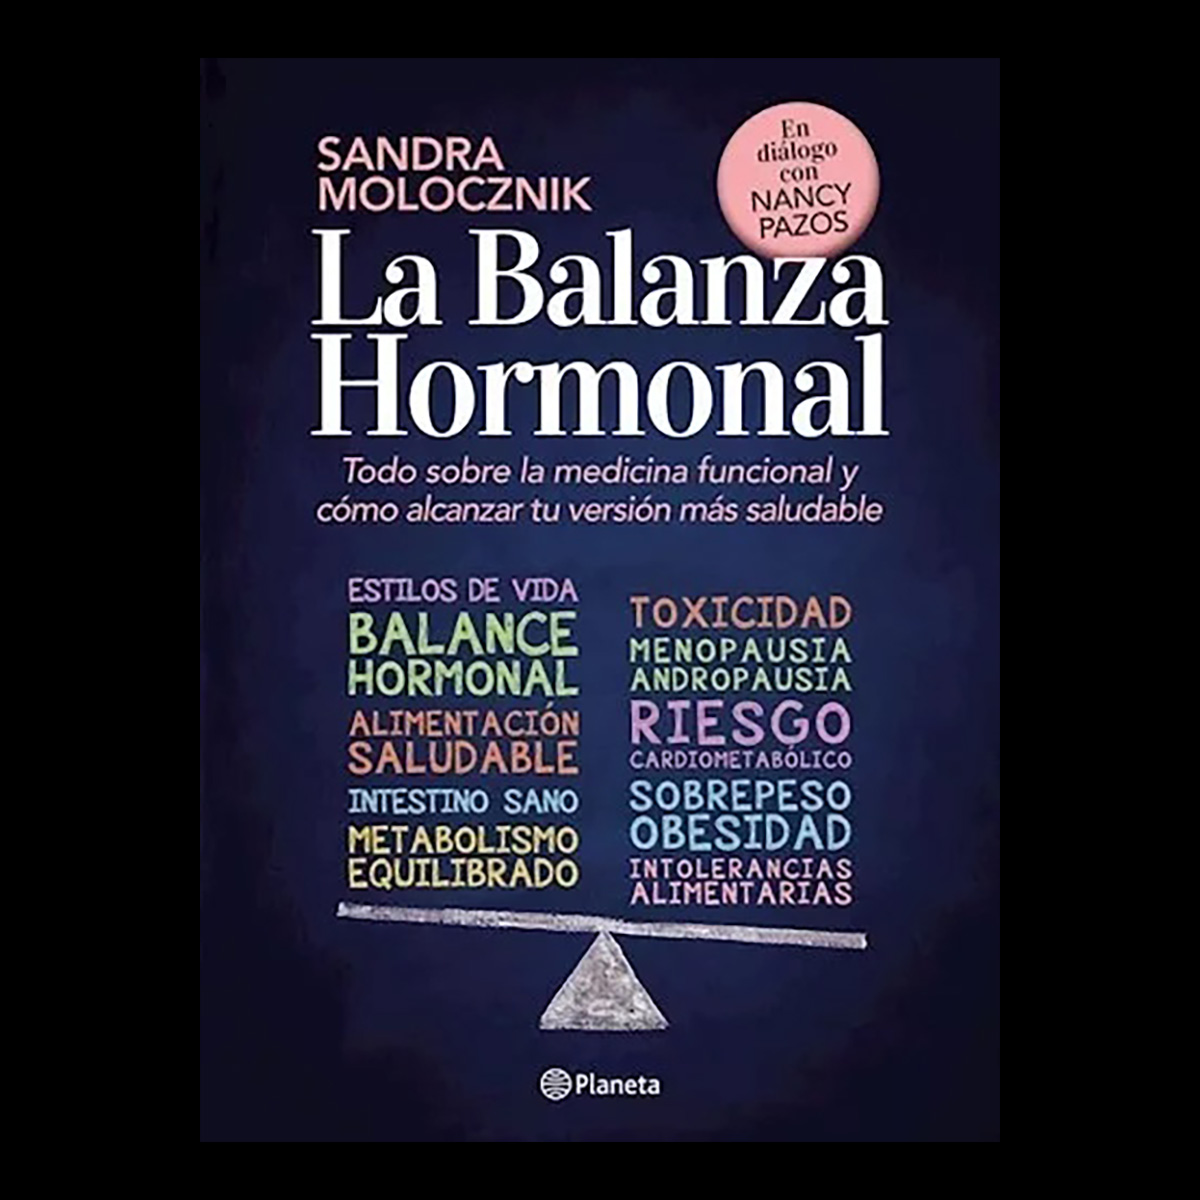 SANDRA
MOLOCZNIK
En
diálogo
con
NANCY
PAZOS
La Balanza
Hormonal
Todo sobre la medicina funcional y
cómo alcanzar tu versión más saludable
ESTILOS DE VIDA
BALANCE
HORMONAL
ALIMENTACIÓN
SALUDABLE
INTESTINO SANO
METABOLISMO
EQUILIBRADO
TOXICIDAD
MENOPAUSIA
ANDROPAUSIA
RIESGO
CARDIOMETABÓLICO
SOBREPESO
OBESIDAD
INTOLERANCIAS
ALIMENTARIAS
Planeta